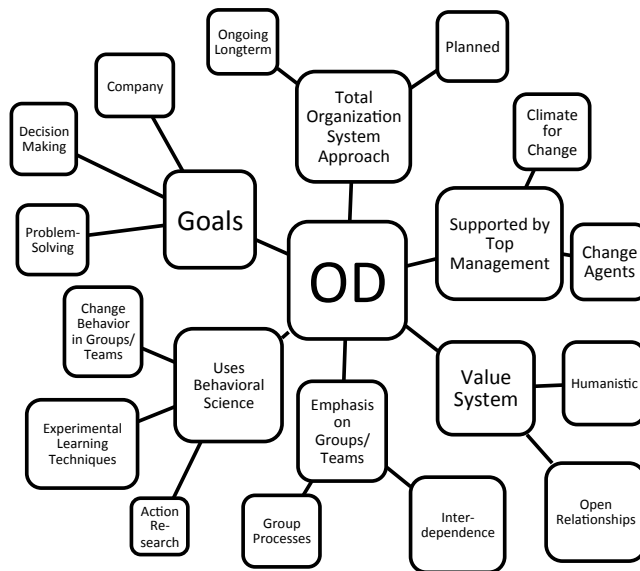 Ongoing
Longterm
Planned
Total
Organization
System
Approach
Company
Decision
Making
Problem-
Solving
Goals
Climate
for
Change
Supported by
Top
Management
Change
Agents
OD
Change
Behavior
in Groups/
Teams
Uses
Behavioral
Science
Experimental
Learning
Techniques
Action
Re-
search
Emphasis
on
Groups/
Teams
Group
Processes
Inter-
dependence
Value
System
Humanistic
Open
Relationships